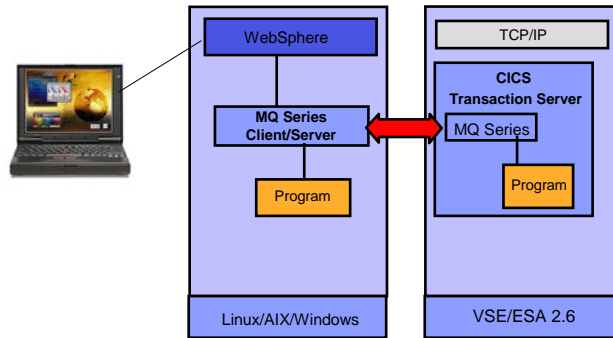 WebSphere
MQ Series
Client/Server
Program
Linux/AIX/Windows
TCP/IP
CICS
Transaction Server
MQ Series
Program
VSE/ESA 2.6